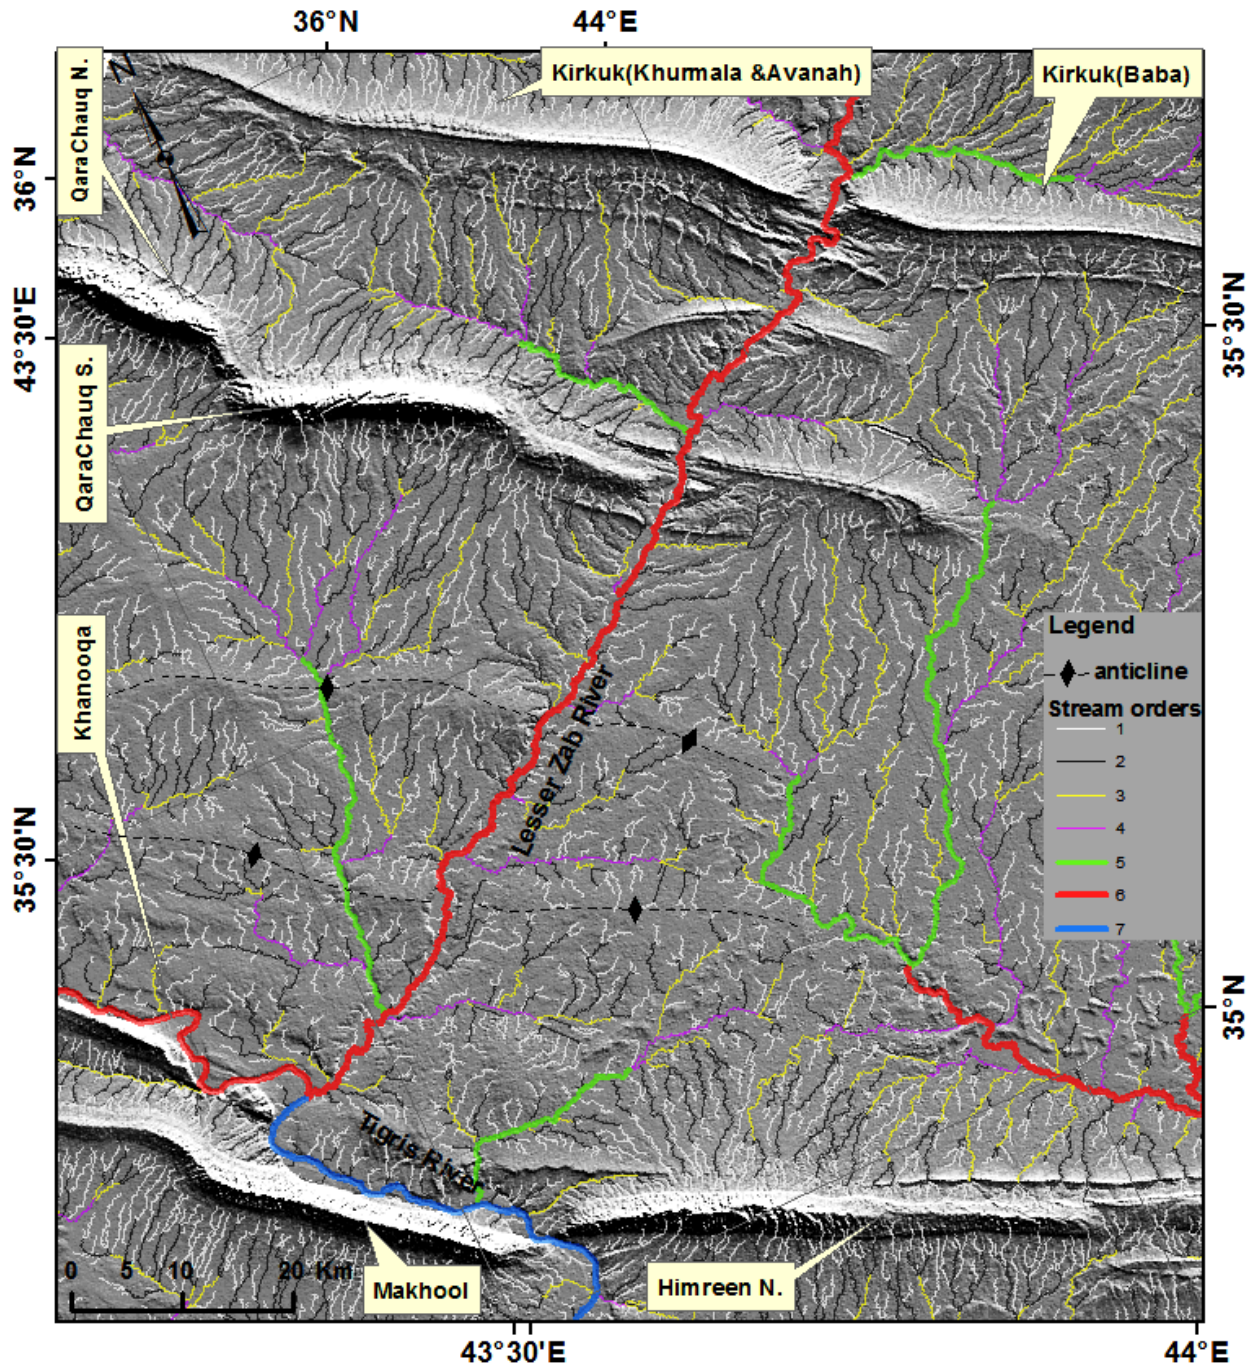 36°N
44°E
N
QaraChauq N.
Kirkuk(Khurmala &Avanah)
Kirkuk(Baba)
36°N
43°30'E
35°30'N
QaraChauq S.
Khanooqa
Lesser Zab River
Legend
anticline
Stream orders
1
2
3
4
5
6
7
35°30'N
35°N
Tigris River
0 5 10 20 Km
Makhool
Himreen N.
43°30'E
44°E